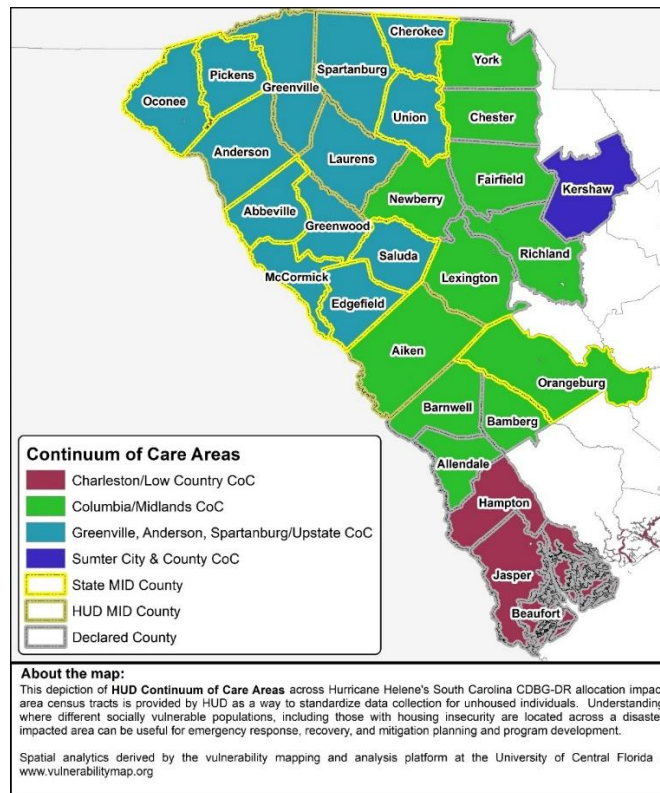 Cherokee
York
Pickens
Spartanburg
Greenville
Oconee
Union
Chester
Anderson
Laurens
Fairfield
Kershaw
Newberry
Abbeville
Greenwood
Richland
Saluda
Lexington
McCormick
Edgefield
Aiken
Orangeburg
Barnwell
Bamberg
Allendale
Hampton
Jasper
Beaufort
Continuum of Care Areas
Charleston/Low Country CoC
Columbia/Midlands CoC
Greenville, Anderson, Spartanburg/Upstate CoC
Sumter City & County CoC
State MID County
HUD MID County
Declared County
About the map:
This depiction of HUD Continuum of Care Areas across Hurricane Helene's South Carolina CDBG-DR allocation impac
area census tracts is provided by HUD as a way to standardize data collection for unhoused individuals. Understanding
where different socially vulnerable populations, including those with housing insecurity are located across a disaste
impacted area can be useful for emergency response, recovery, and mitigation planning and program development.
Spatial analytics derived by the vulnerability mapping and analysis platform at the University of Central Florida
www.vulnerabilitymap.org